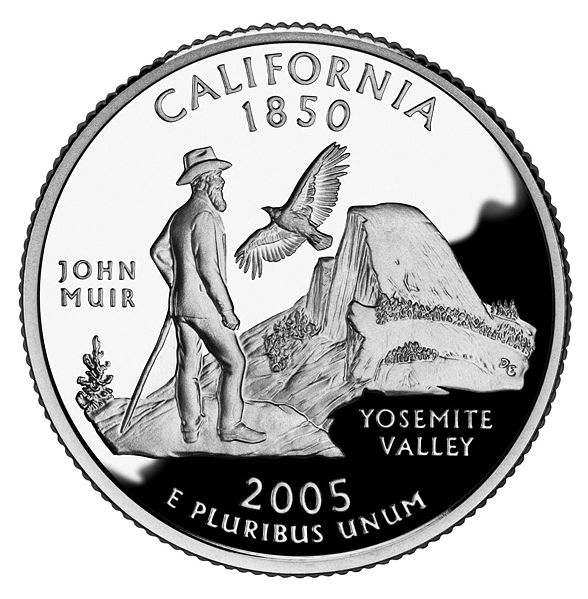 CALIFORNIA
1850
JOHN
MUIR
YOSEMITE
VALLEY
2005
E PLURIBUS UNUM